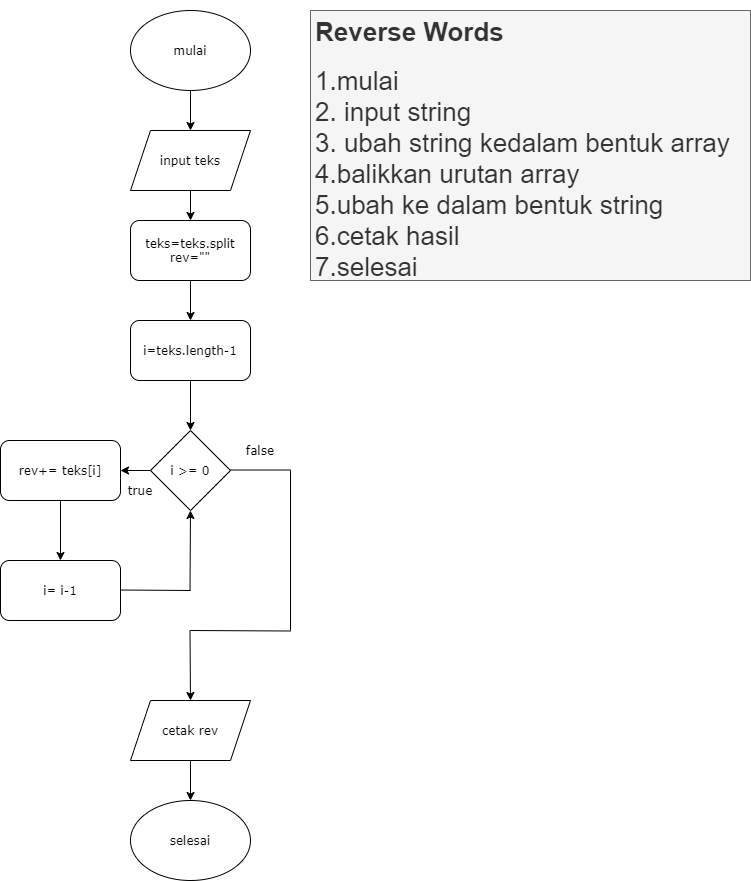 mulai
input teks
teks=teks.split
rev=""
i=teks.length-1
i >= 0
false
true
rev+= teks[i]
i= i-1
cetak rev
selesai
Reverse Words
1.mulai
2. input string
3. ubah string kedalam bentuk array
4.balikkan urutan array
5.ubah ke dalam bentuk string
6.cetak hasil
7.selesai